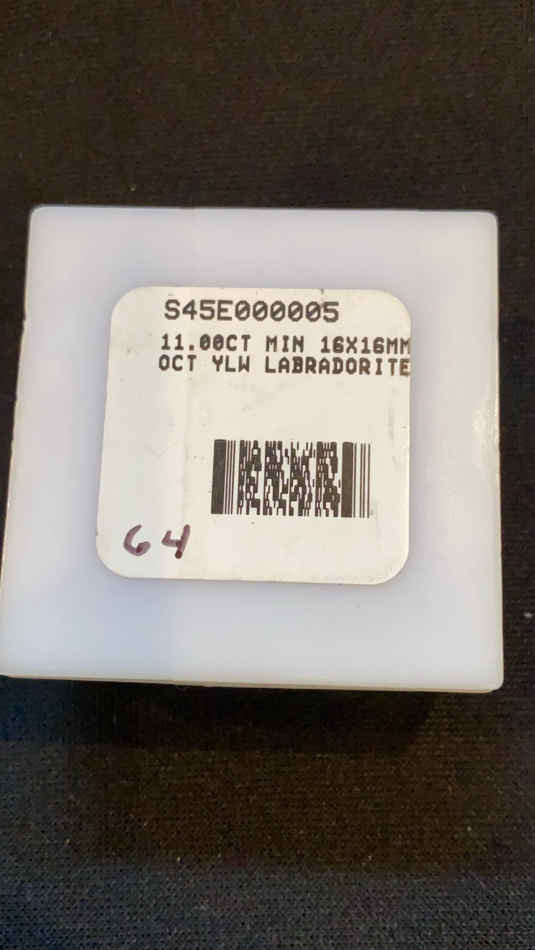 S45E000005
11.00CT MIN 16X16MM
OCT YLW LABRADORITE
64